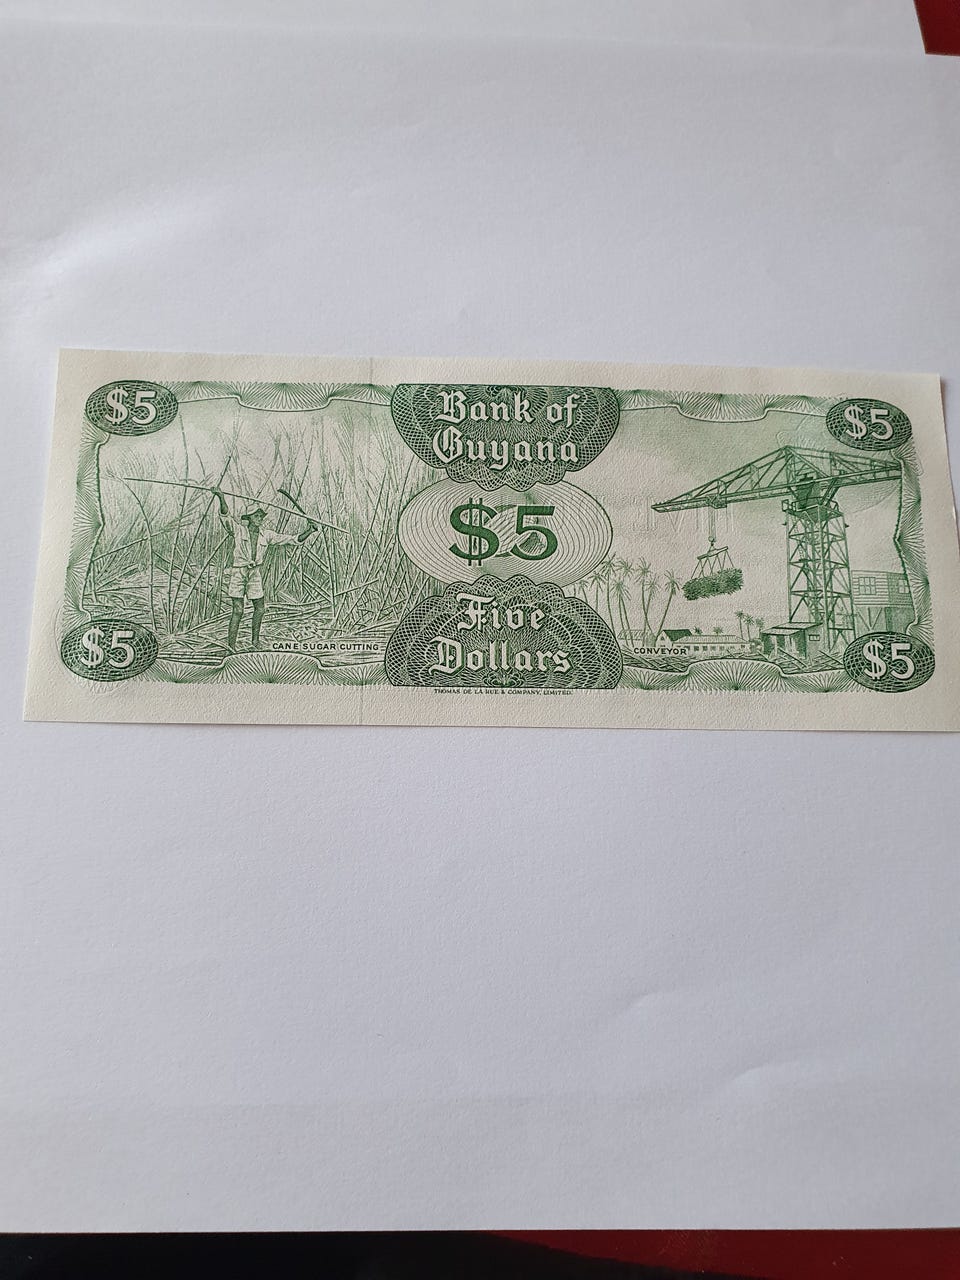 $5
Bank of
Guyana
$5
$5
Five
Dollars
$5
CANE SUGAR CUTTING
CONVEYOR
$5
THOMAS DE LA RUE & COMPANY, LIMITED.